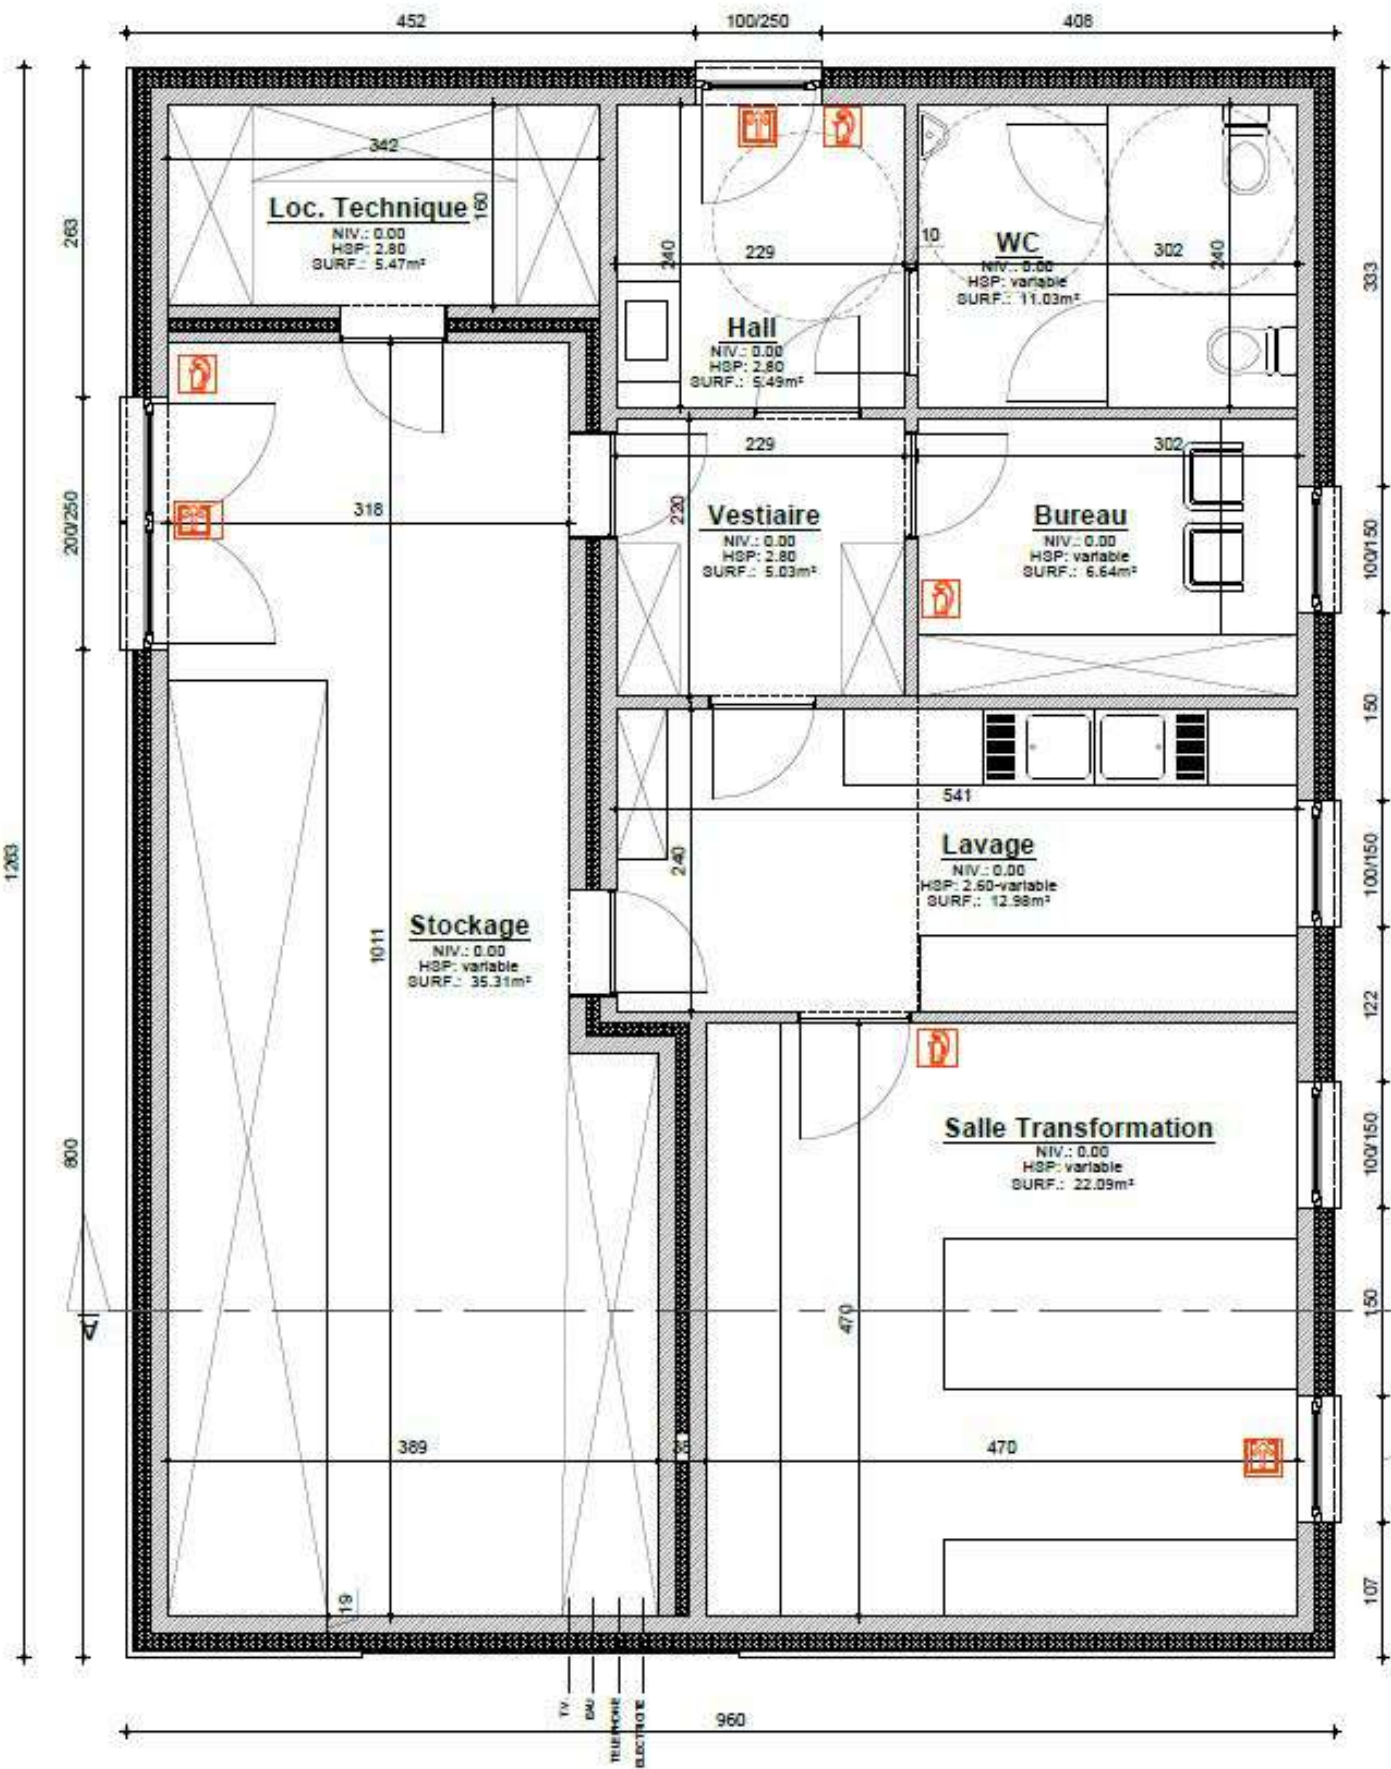 452
100/250
408
342
Loc. Technique
NIV.: 0.00
HSP: 2.80
SURF.: 5.47m²
160
240
229
10
WC
NIV.: 0.00
HSP: variable
SURF.: 11.03m²
302
240
Hall
NIV.: 0.00
HSP: 2.80
SURF.: 5.49m²
263
333
229
302
318
220
Vestiaire
NIV.: 0.00
HSP: 2.80
SURF.: 5.03m²
Bureau
NIV.: 0.00
HSP: variable
SURF.: 6.64m²
200/250
100/150
150
541
Lavage
NIV.: 0.00
HSP: 2.60-variable
SURF.: 12.98m²
240
100/150
1263
Stockage
NIV.: 0.00
HSP: variable
SURF.: 35.31m²
1011
122
800
Salle Transformation
NIV.: 0.00
HSP: variable
SURF.: 22.09m²
100/150
A
470
150
389
38
470
19
107
T.V.
EAU
TELEPHONE
ELECTRICITE
960